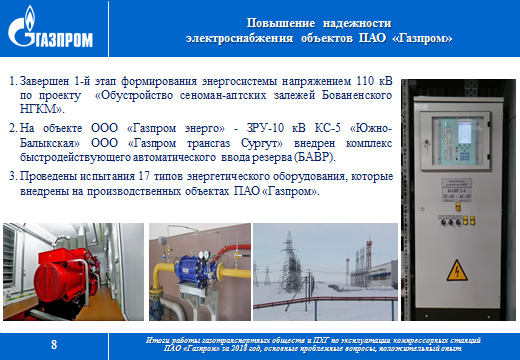 ГАЗПРОМ
Повышение надежности
электроснабжения объектов ПАО «Газпром»
1. Завершен 1-й этап формирования энергосистемы напряжением 110 кВ
по проекту «Обустройство сеноман-аптских залежей Бованенского
НГКМ».
2. На объекте ООО «Газпром энерго» - ЗРУ-10 кВ КС-5 «Южно-
Балыкская» ООО «Газпром трансгаз Сургут» внедрен комплекс
быстродействующего автоматического ввода резерва (БАВР).
3. Проведены испытания 17 типов энергетического оборудования, которые
внедрены на производственных объектах ПАО «Газпром».
8
Итоги работы газотранспортных обществ и ПХГ по эксплуатации компрессорных станций
ПАО «Газпром» за 2018 год, основные проблемные вопросы, положительный опыт